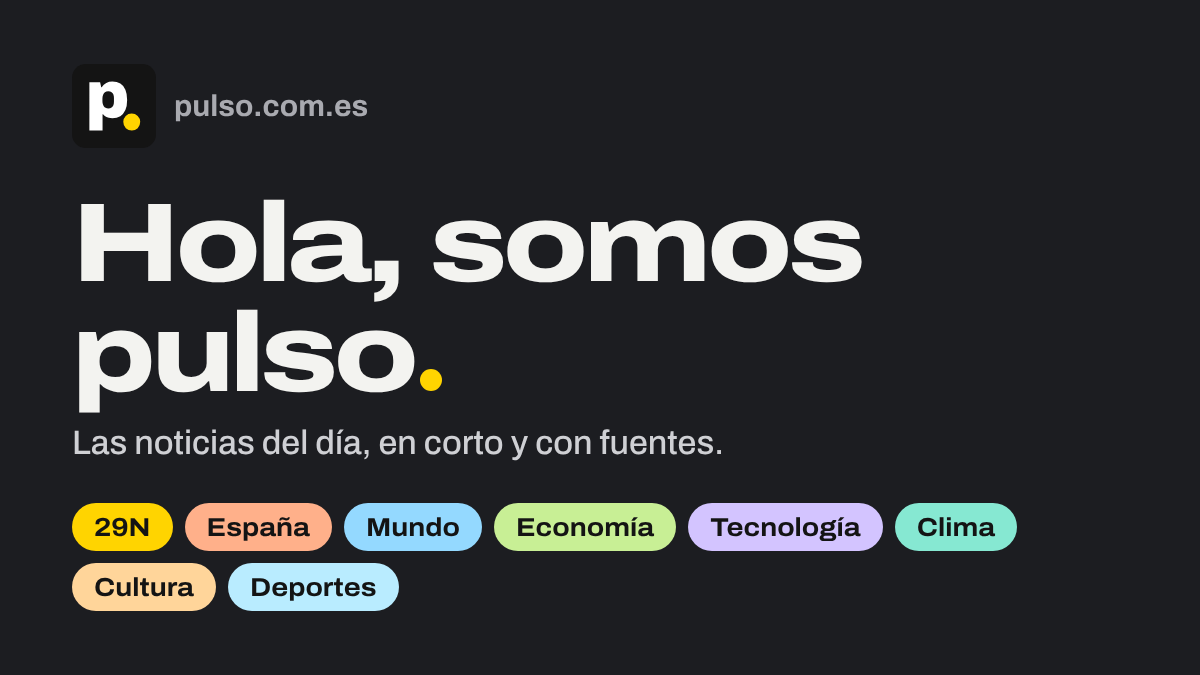 p.
pulso.com.es
Hola, somos
pulso.
Las noticias del día, en corto y con fuentes.
29N España Mundo Economía Tecnología Clima
Cultura Deportes